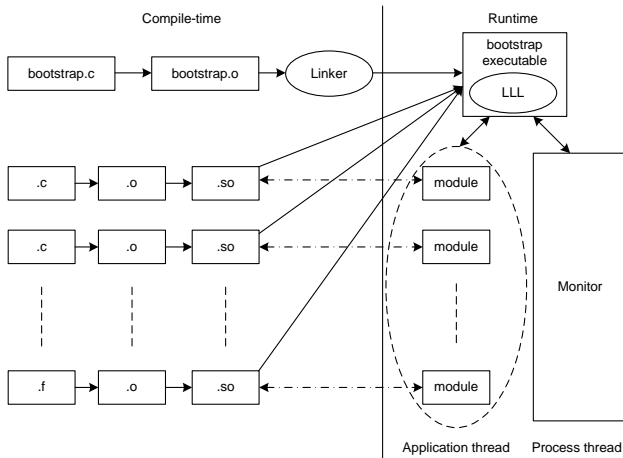 Compile-time
Runtime
bootstrap.c
bootstrap.o
Linker
bootstrap
executable
LLL
.c
.o
.so
module
.c
.o
.so
module
Monitor
.f
.o
.so
module
Application thread
Process thread